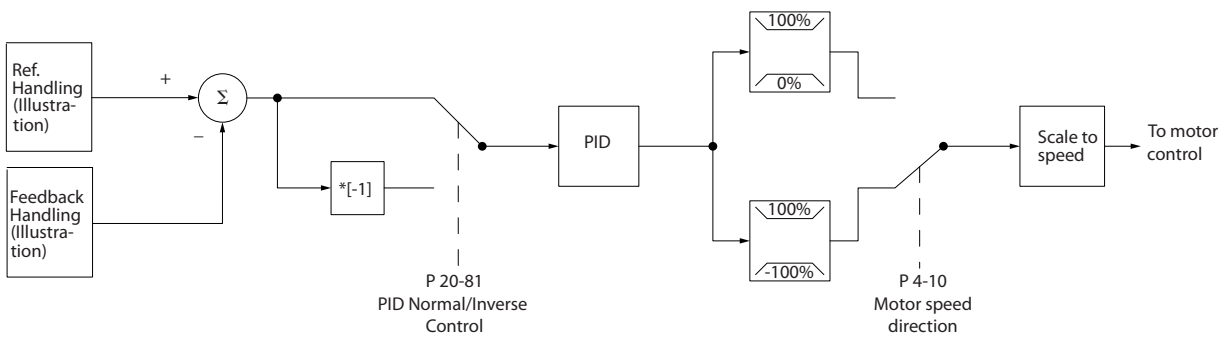 Ref.
Handling
(Illustra-
tion)
+
Σ
−
Feedback
Handling
(Illustra-
tion)
*[-1]
P 20-81
PID Normal/Inverse
Control
PID
100%
0%
100%
-100%
P 4-10
Motor speed
direction
Scale to
speed
To motor
control